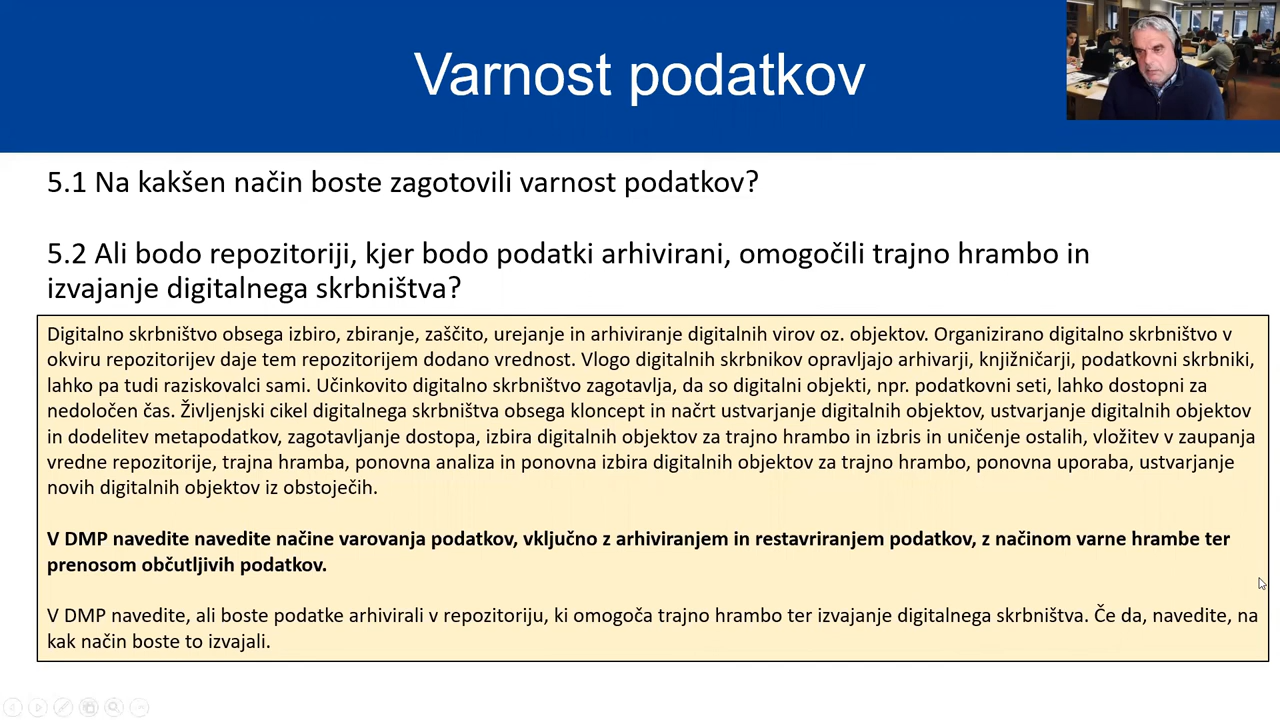 Varnost podatkov
5.1 Na kakšen način boste zagotovili varnost podatkov?
5.2 Ali bodo repozitoriji, kjer bodo podatki arhivirani, omogočili trajno hrambo in
izvajanje digitalnega skrbništva?
Digitalno skrbništvo obsega izbiro, zbiranje, zaščito, urejanje in arhiviranje digitalnih virov oz. objektov. Organizirano digitalno skrbništvo v
okviru repozitorijev daje tem repozitorijem dodano vrednost. Vlogo digitalnih skrbnikov opravljajo arhivarji, knjižničarji, podatkovni skrbniki,
lahko pa tudi raziskovalci sami. Učinkovito digitalno skrbništvo zagotavlja, da so digitalni objekti, npr. podatkovni seti, lahko dostopni za
nedoločen čas. Življenjski cikel digitalnega skrbništva obsega kloncept in načrt ustvarjanje digitalnih objektov, ustvarjanje digitalnih objektov
in dodelitev metapodatkov, zagotavljanje dostopa, izbira digitalnih objektov za trajno hrambo in izbris in uničenje ostalih, vložitev v zaupanja
vredne repozitorije, trajna hramba, ponovna analiza in ponovna izbira digitalnih objektov za trajno hrambo, ponovna uporaba, ustvarjanje
novih digitalnih objektov iz obstoječih.
V DMP navedite navedite načine varovanja podatkov, vključno z arhiviranjem in restavriranjem podatkov, z načinom varne hrambe ter
prenosom občutljivih podatkov.
V DMP navedite, ali boste podatke arhivirali v repozitoriju, ki omogoča trajno hrambo ter izvajanje digitalnega skrbništva. Če da, navedite, na
kak način boste to izvajali.